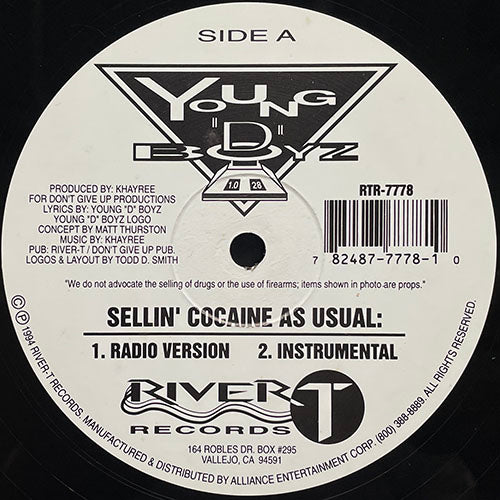 SIDE A
YOUNG
"D"
BOYZ
1.0 28
PRODUCED BY: KHAYREE
FOR DON'T GIVE UP PRODUCTIONS
LYRICS BY: YOUNG "D" BOYZ
YOUNG "D" BOYZ LOGO
CONCEPT BY MATT THURSTON
MUSIC BY: KHAYREE
PUB: RIVER-T / DON'T GIVE UP PUB.
LOGOS & LAYOUT BY TODD D. SMITH
RTR-7778
7 82487-7778-1 0
"We do not advocate the selling of drugs or the use of firearms; items shown in photo are props."
SELLIN' COCAINE AS USUAL:
1. RADIO VERSION 2. INSTRUMENTAL
RIVER-T
RECORDS
164 ROBLES DR. BOX #295
VALLEJO, CA 94591
©℗ 1994 RIVER-T RECORDS. MANUFACTURED & DISTRIBUTED BY ALLIANCE ENTERTAINMENT CORP. (800) 388-8889. ALL RIGHTS RESERVED.